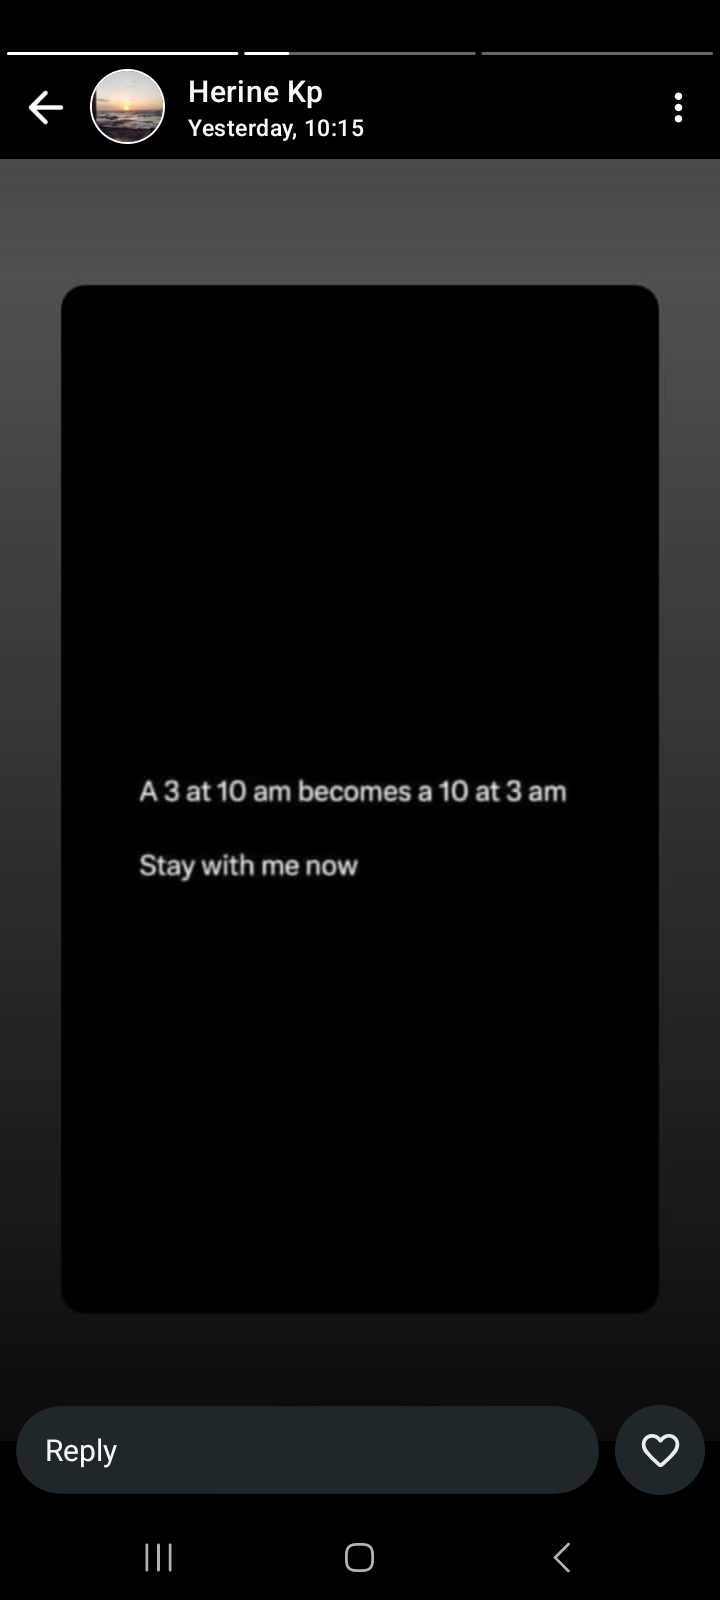 Herine Kp
Yesterday, 10:15
A 3 at 10 am becomes a 10 at 3 am
Stay with me now
Reply